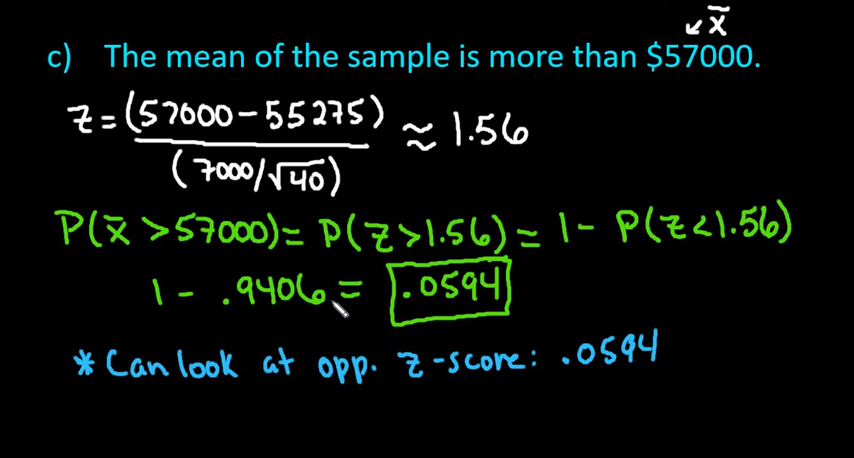 x̄
c) The mean of the sample is more than $57000.
z = (57000 - 55275) / (7000/√40) ≈ 1.56
P(x̄ > 57000) = P(z > 1.56) = 1 - P(z < 1.56)
1 - .9406 = .0594
* Can look at opp. z-score: .0594